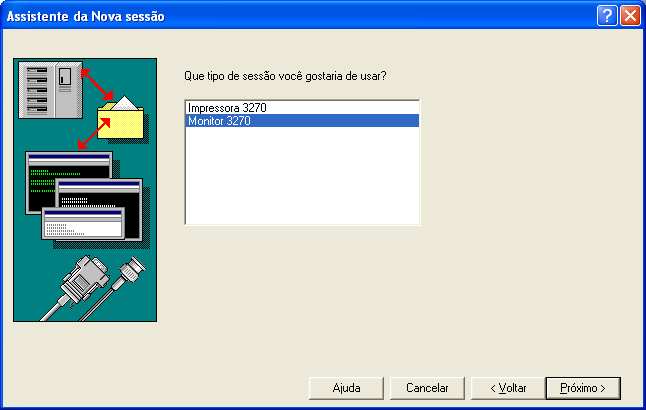 Assistente da Nova sessão
Que tipo de sessão você gostaria de usar?
Impressora 3270
Monitor 3270
Ajuda
Cancelar
< Voltar
Próximo >